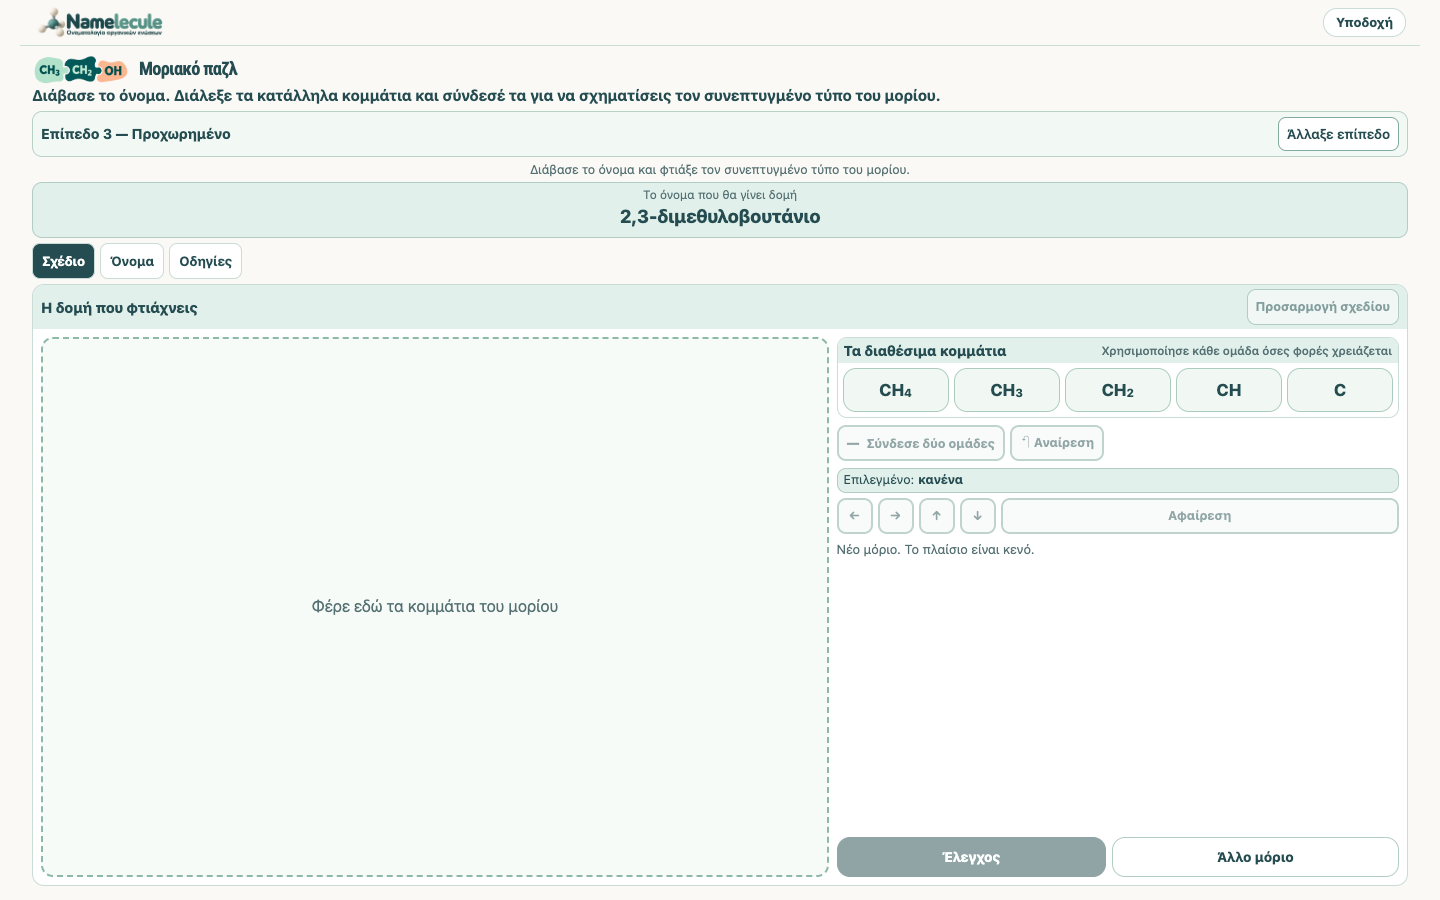 Namelecule
Ονοματολογία οργανικών ενώσεων
Υποδοχή
CH₃ CH₂ OH Μοριακό παζλ
Διάβασε το όνομα. Διάλεξε τα κατάλληλα κομμάτια και σύνδεσέ τα για να σχηματίσεις τον συνεπτυγμένο τύπο του μορίου.
Επίπεδο 3 — Προχωρημένο
Άλλαξε επίπεδο
Διάβασε το όνομα και φτιάξε τον συνεπτυγμένο τύπο του μορίου.
Το όνομα που θα γίνει δομή
2,3-διμεθυλοβουτάνιο
Σχέδιο Όνομα Οδηγίες
Η δομή που φτιάχνεις
Προσαρμογή σχεδίου
Φέρε εδώ τα κομμάτια του μορίου
Τα διαθέσιμα κομμάτια
Χρησιμοποίησε κάθε ομάδα όσες φορές χρειάζεται
CH₄ CH₃ CH₂ CH C
— Σύνδεσε δύο ομάδες Αναίρεση
Επιλεγμένο: κανένα
← → ↑ ↓ Αφαίρεση
Νέο μόριο. Το πλαίσιο είναι κενό.
Έλεγχος Άλλο μόριο